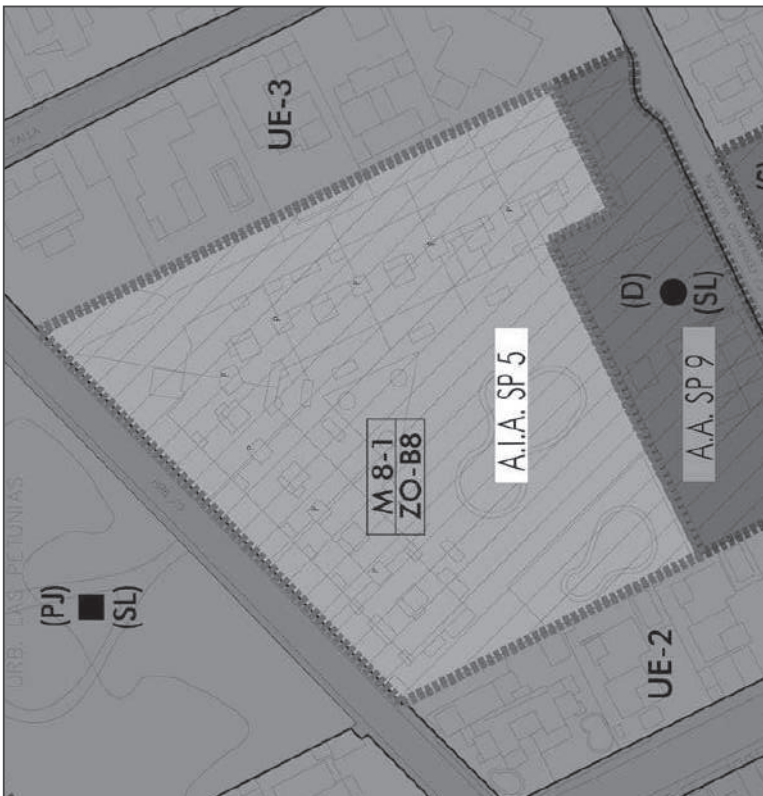 URB. LAS PETUNIAS
(PJ)
(SL)
UE-3
M 8-1
ZO-B8
A.I.A. SP 5
(D)
(SL)
A.A. SP 9
UE-2
P
P
P
P
P
P
P
P